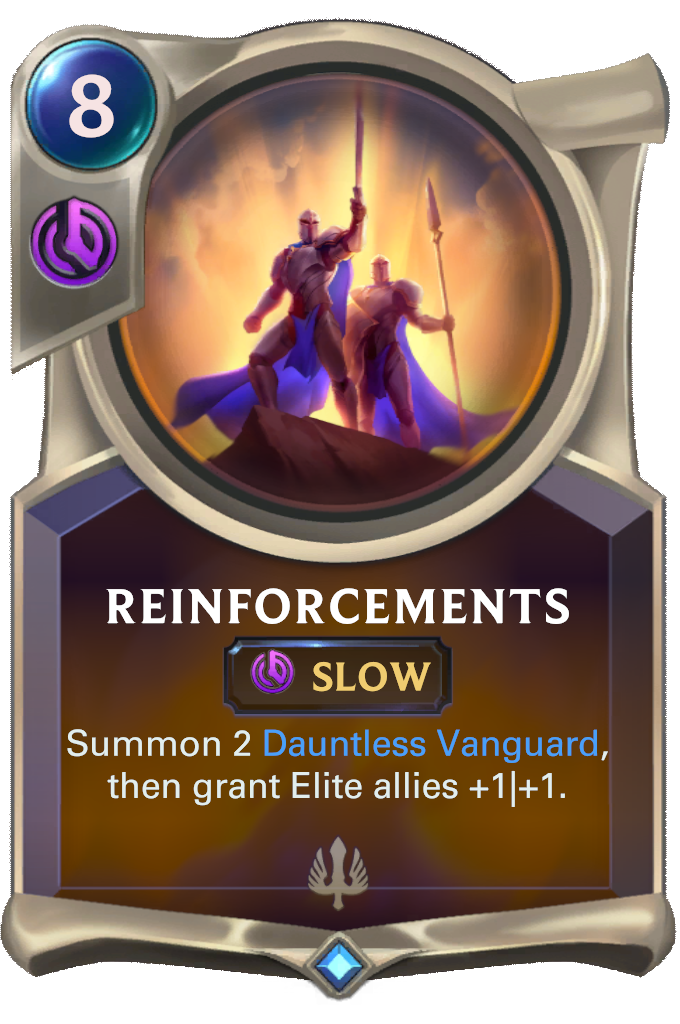 8
REINFORCEMENTS
SLOW
Summon 2 Dauntless Vanguard,
then grant Elite allies +1|+1.